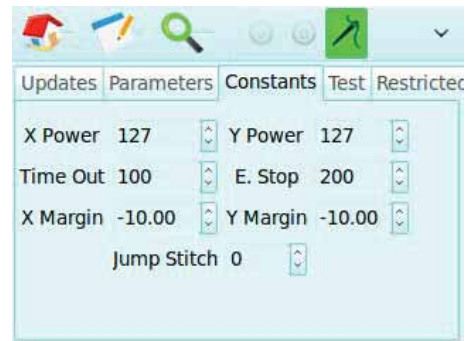 Updates Parameters Constants Test Restricted
X Power 127 Y Power 127
Time Out 100 E. Stop 200
X Margin -10.00 Y Margin -10.00
Jump Stitch 0